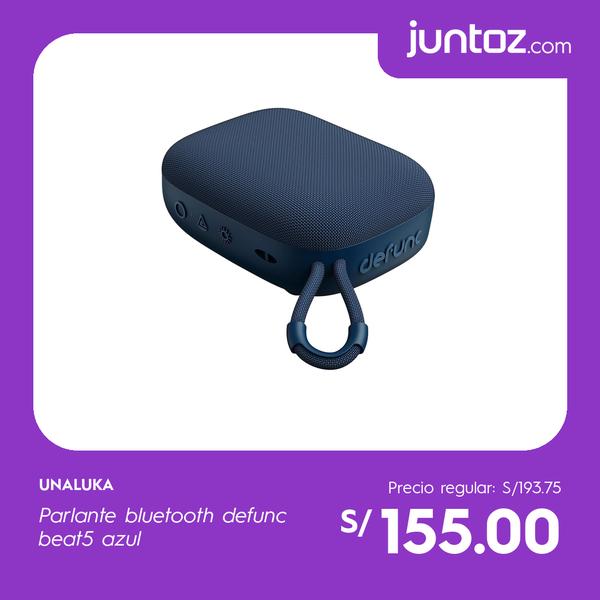 juntoz.com
defunc
UNALUKA
Parlante bluetooth defunc
beat5 azul
Precio regular: S/193.75
S/155.00